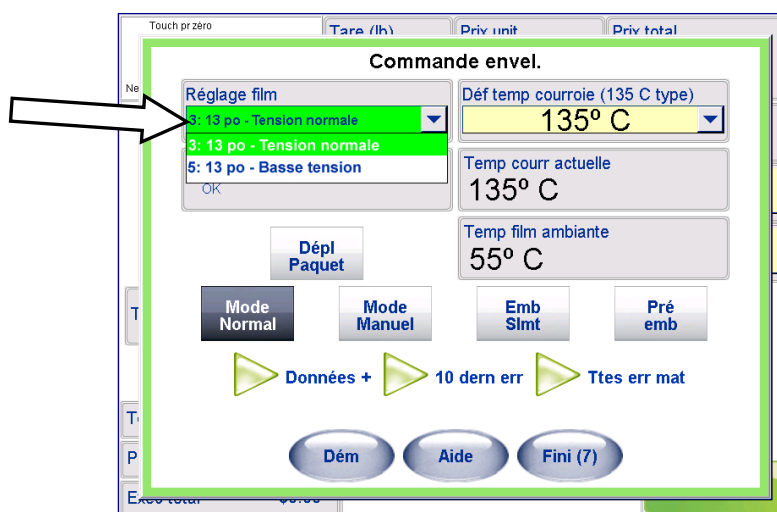 Touch pr zéro
Tare (lb)
Prix unit
Prix total
Ne
Commande envel.
Réglage film
3: 13 po - Tension normale
3: 13 po - Tension normale
5: 13 po - Basse tension
OK
Déf temp courroie (135 C type)
135º C
Temp courr actuelle
135º C
Temp film ambiante
55º C
Dépl
Paquet
Mode
Normal
Mode
Manuel
Emb
Slmt
Pré
emb
T
Données +
10 dern err
Ttes err mat
T
P
Dém
Aide
Fini (7)